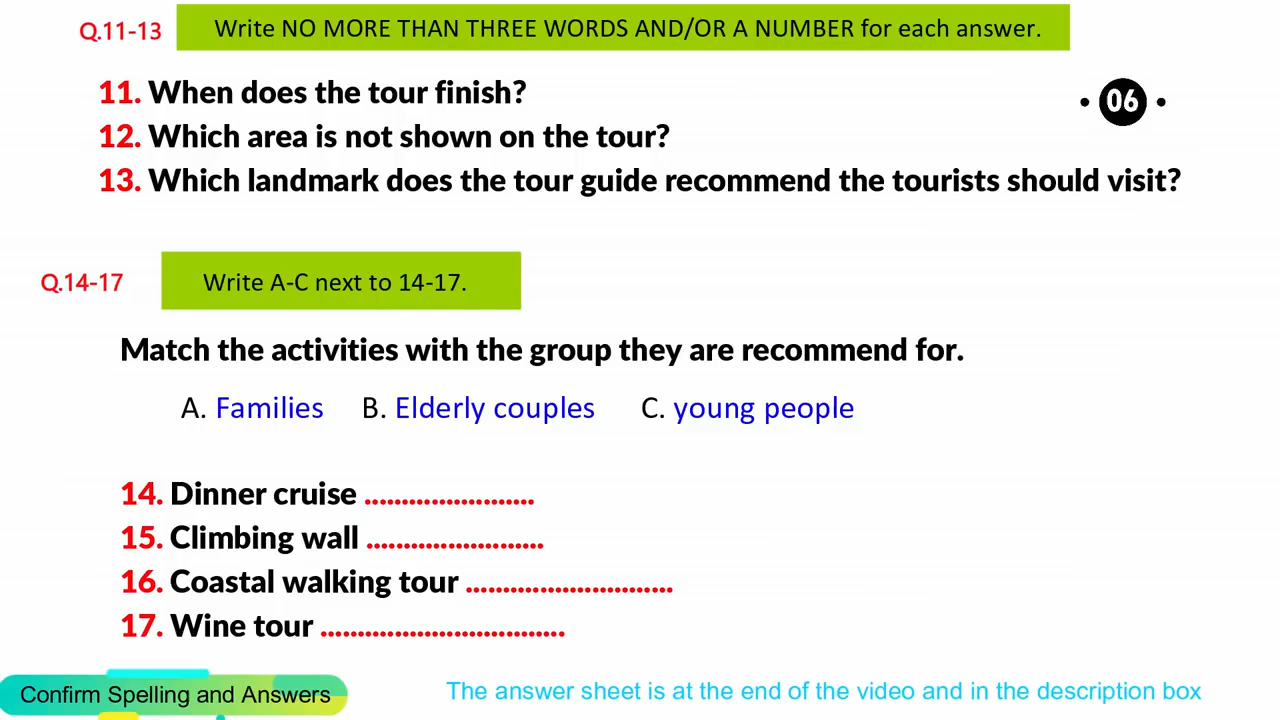 Q.11-13 Write NO MORE THAN THREE WORDS AND/OR A NUMBER for each answer.
11. When does the tour finish?
• 06 •
12. Which area is not shown on the tour?
13. Which landmark does the tour guide recommend the tourists should visit?
Q.14-17 Write A-C next to 14-17.
Match the activities with the group they are recommend for.
A. Families B. Elderly couples C. young people
14. Dinner cruise .......................
15. Climbing wall ........................
16. Coastal walking tour ............................
17. Wine tour .................................
Confirm Spelling and Answers
The answer sheet is at the end of the video and in the description box